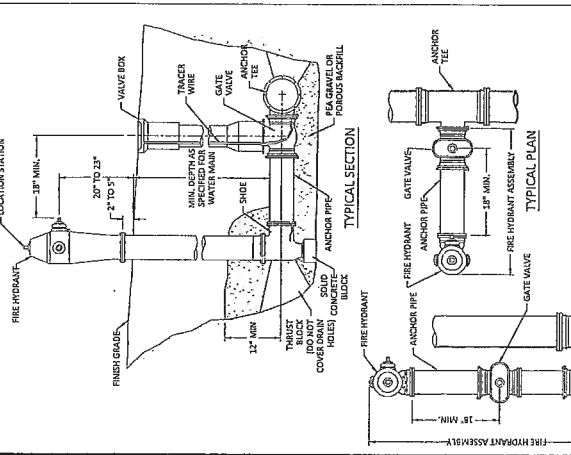 LOCATION STATION
FIRE HYDRANT
18" MIN.
20" TO 23"
2" TO 5"
VALVE BOX
TRACER
WIRE
MIN. DEPTH AS
SPECIFIED FOR
WATER MAIN
GATE
VALVE
ANCHOR
TEE
FINISH GRADE
SHOE
12" MIN
THRUST
BLOCK
(DO NOT
COVER DRAIN
HOLES)
SOLID
CONCRETE
BLOCK
ANCHOR PIPE
PEA GRAVEL OR
POROUS BACKFILL
TYPICAL SECTION
ANCHOR
TEE
GATE VALVE
ANCHOR PIPE
FIRE HYDRANT
18" MIN.
FIRE HYDRANT ASSEMBLY
TYPICAL PLAN
FIRE HYDRANT
ANCHOR PIPE
18" MIN.
GATE VALVE
FIRE HYDRANT ASSEMBLY